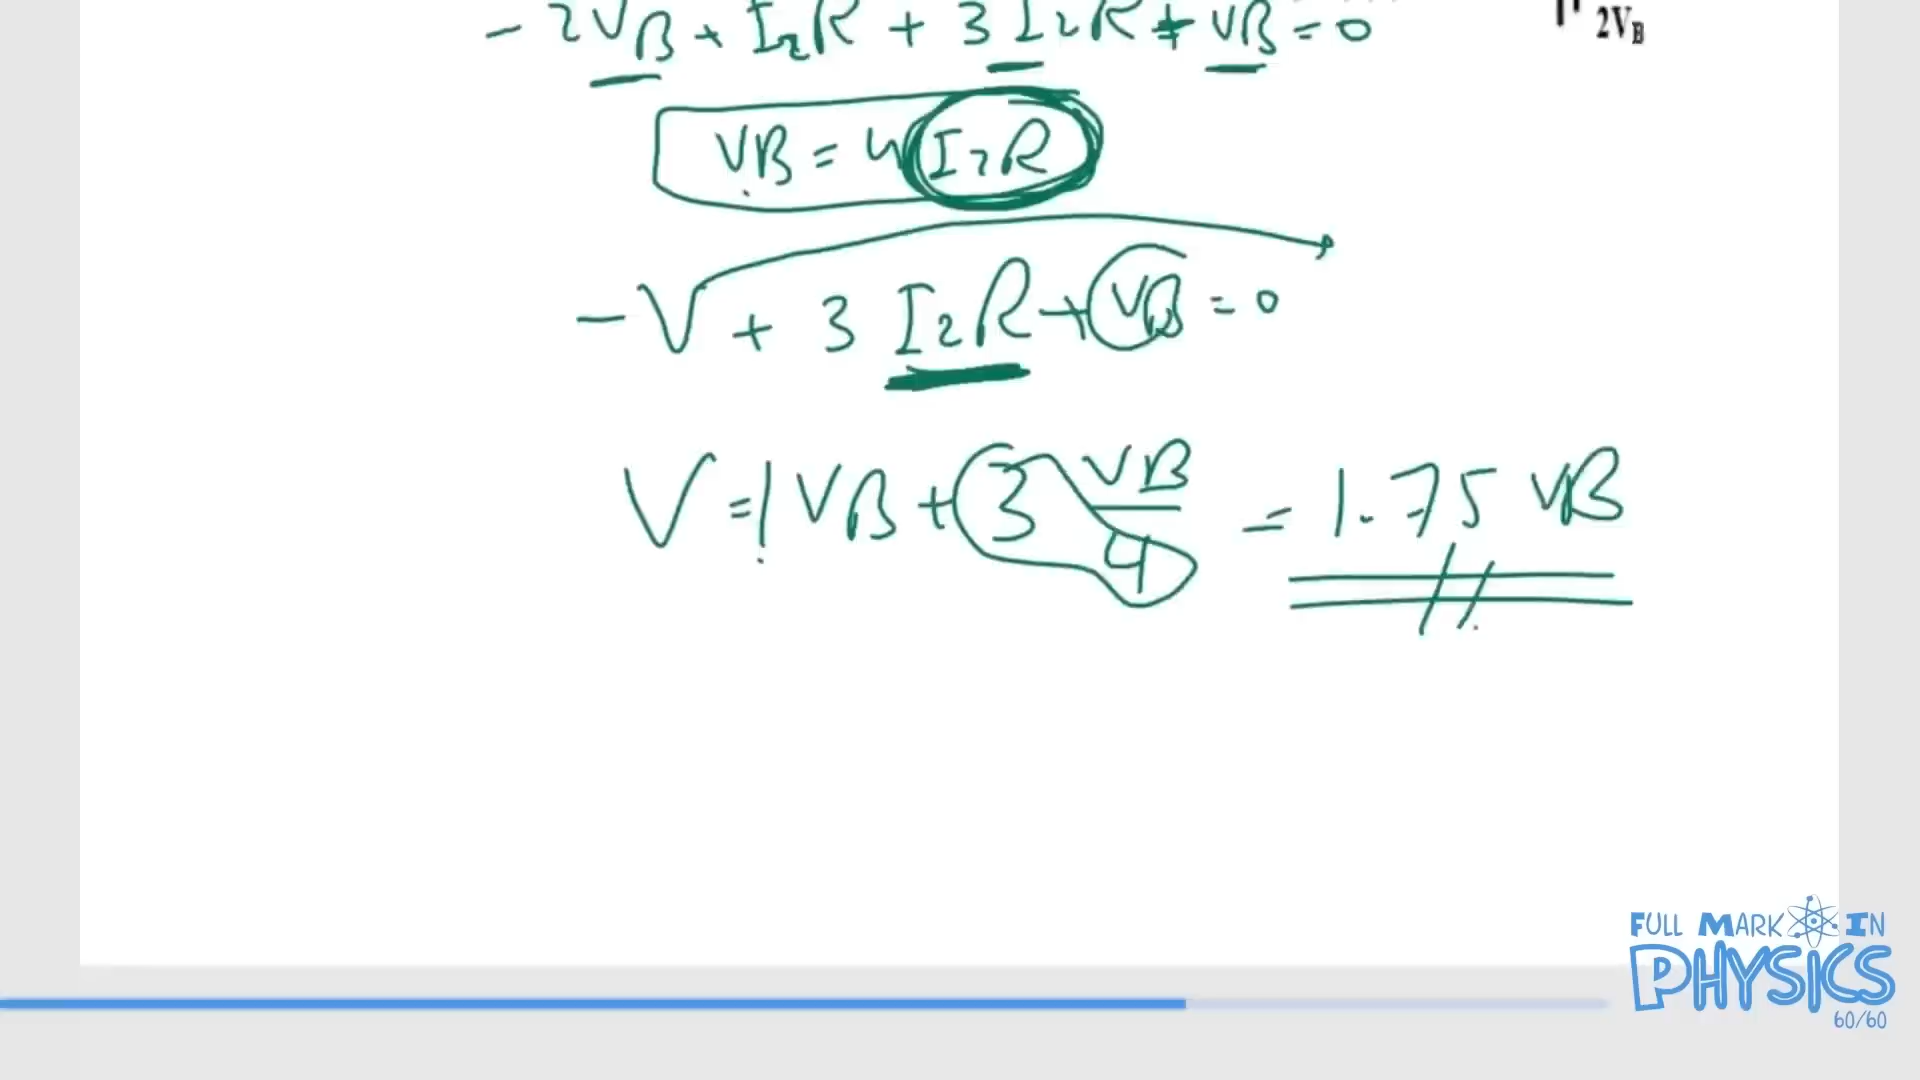 - 2VB + I2R + 3 I2R + VB = 0
2VB
VB = 4 I2R
- V + 3 I2R + VB = 0
V = 1 VB + 3 VB/4 = 1.75 VB
FULL MARK IN
PHYSICS
60/60